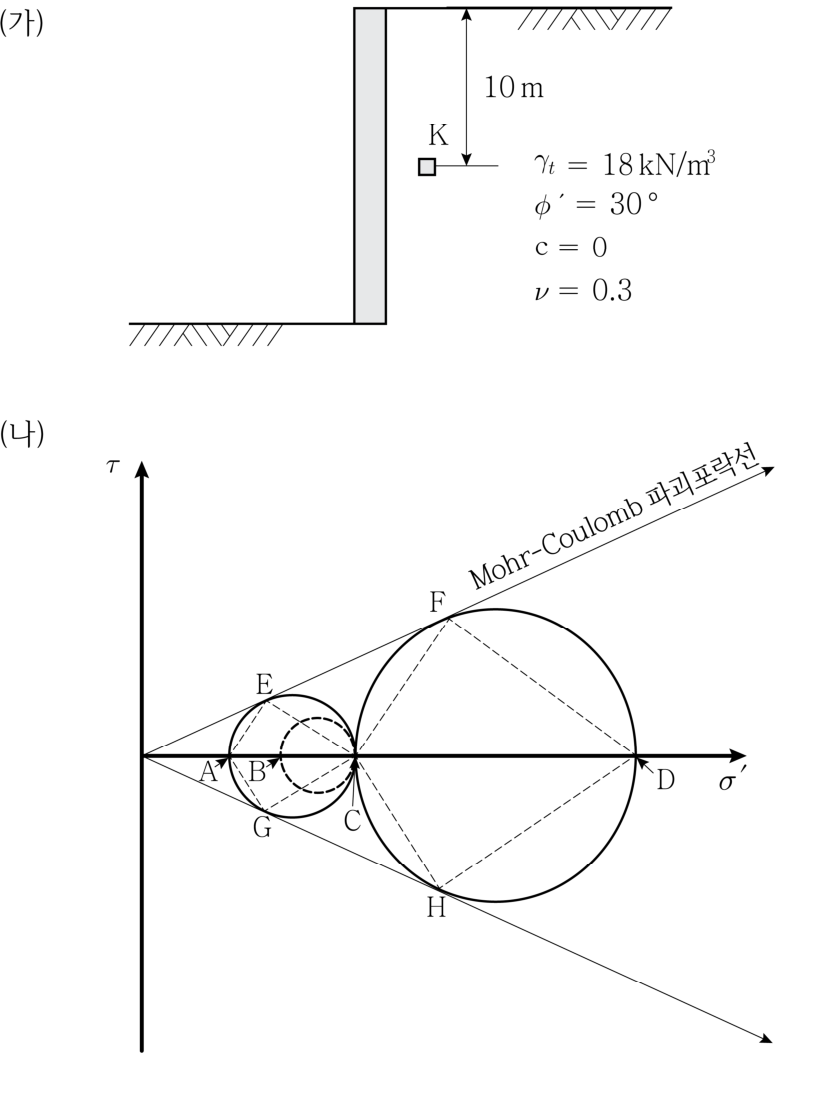 (가)
10 m
K
γt = 18 kN/m³
ϕ´ = 30°
c = 0
ν = 0.3
(나)
τ
Mohr-Coulomb 파괴포락선
F
E
A
B
C
D
σ′
G
H